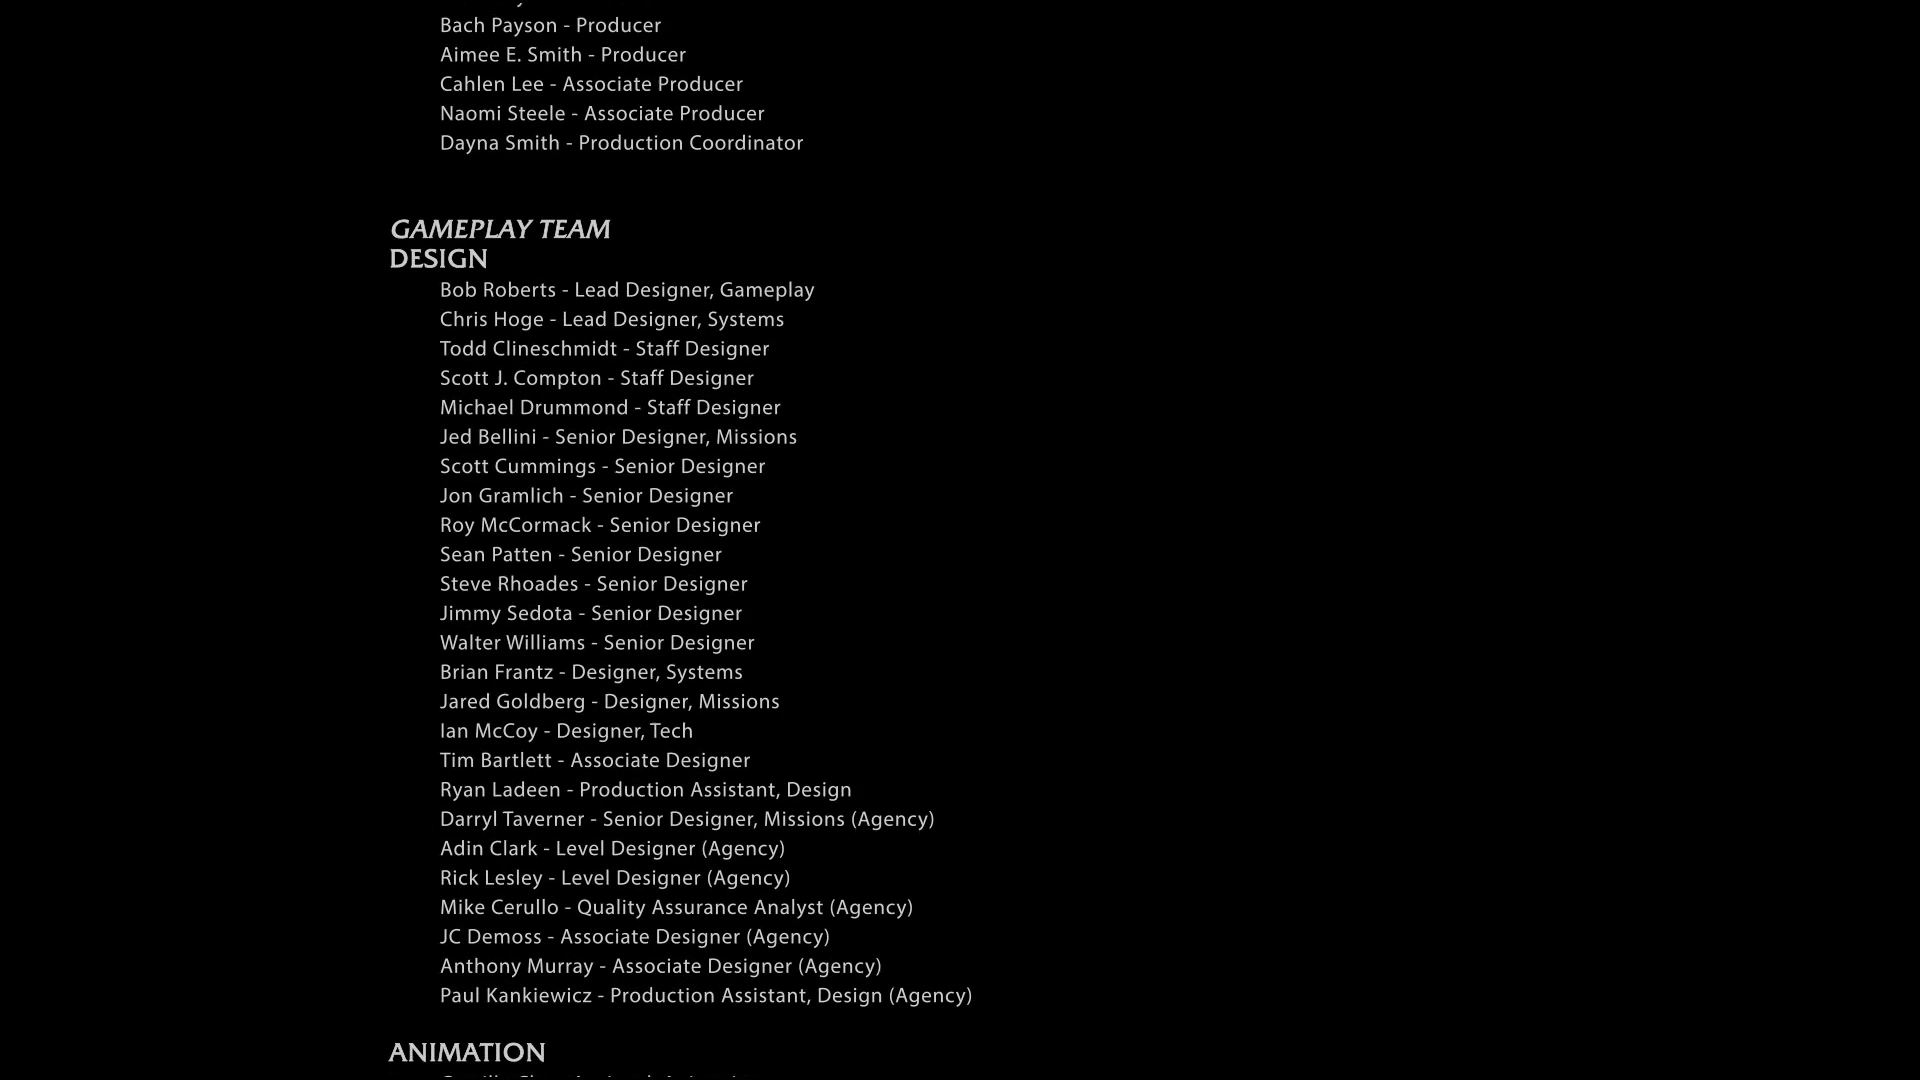 Bach Payson - Producer
Aimee E. Smith - Producer
Cahlen Lee - Associate Producer
Naomi Steele - Associate Producer
Dayna Smith - Production Coordinator
GAMEPLAY TEAM
DESIGN
Bob Roberts - Lead Designer, Gameplay
Chris Hoge - Lead Designer, Systems
Todd Clineschmidt - Staff Designer
Scott J. Compton - Staff Designer
Michael Drummond - Staff Designer
Jed Bellini - Senior Designer, Missions
Scott Cummings - Senior Designer
Jon Gramlich - Senior Designer
Roy McCormack - Senior Designer
Sean Patten - Senior Designer
Steve Rhoades - Senior Designer
Jimmy Sedota - Senior Designer
Walter Williams - Senior Designer
Brian Frantz - Designer, Systems
Jared Goldberg - Designer, Missions
Ian McCoy - Designer, Tech
Tim Bartlett - Associate Designer
Ryan Ladeen - Production Assistant, Design
Darryl Taverner - Senior Designer, Missions (Agency)
Adin Clark - Level Designer (Agency)
Rick Lesley - Level Designer (Agency)
Mike Cerullo - Quality Assurance Analyst (Agency)
JC Demoss - Associate Designer (Agency)
Anthony Murray - Associate Designer (Agency)
Paul Kankiewicz - Production Assistant, Design (Agency)
ANIMATION